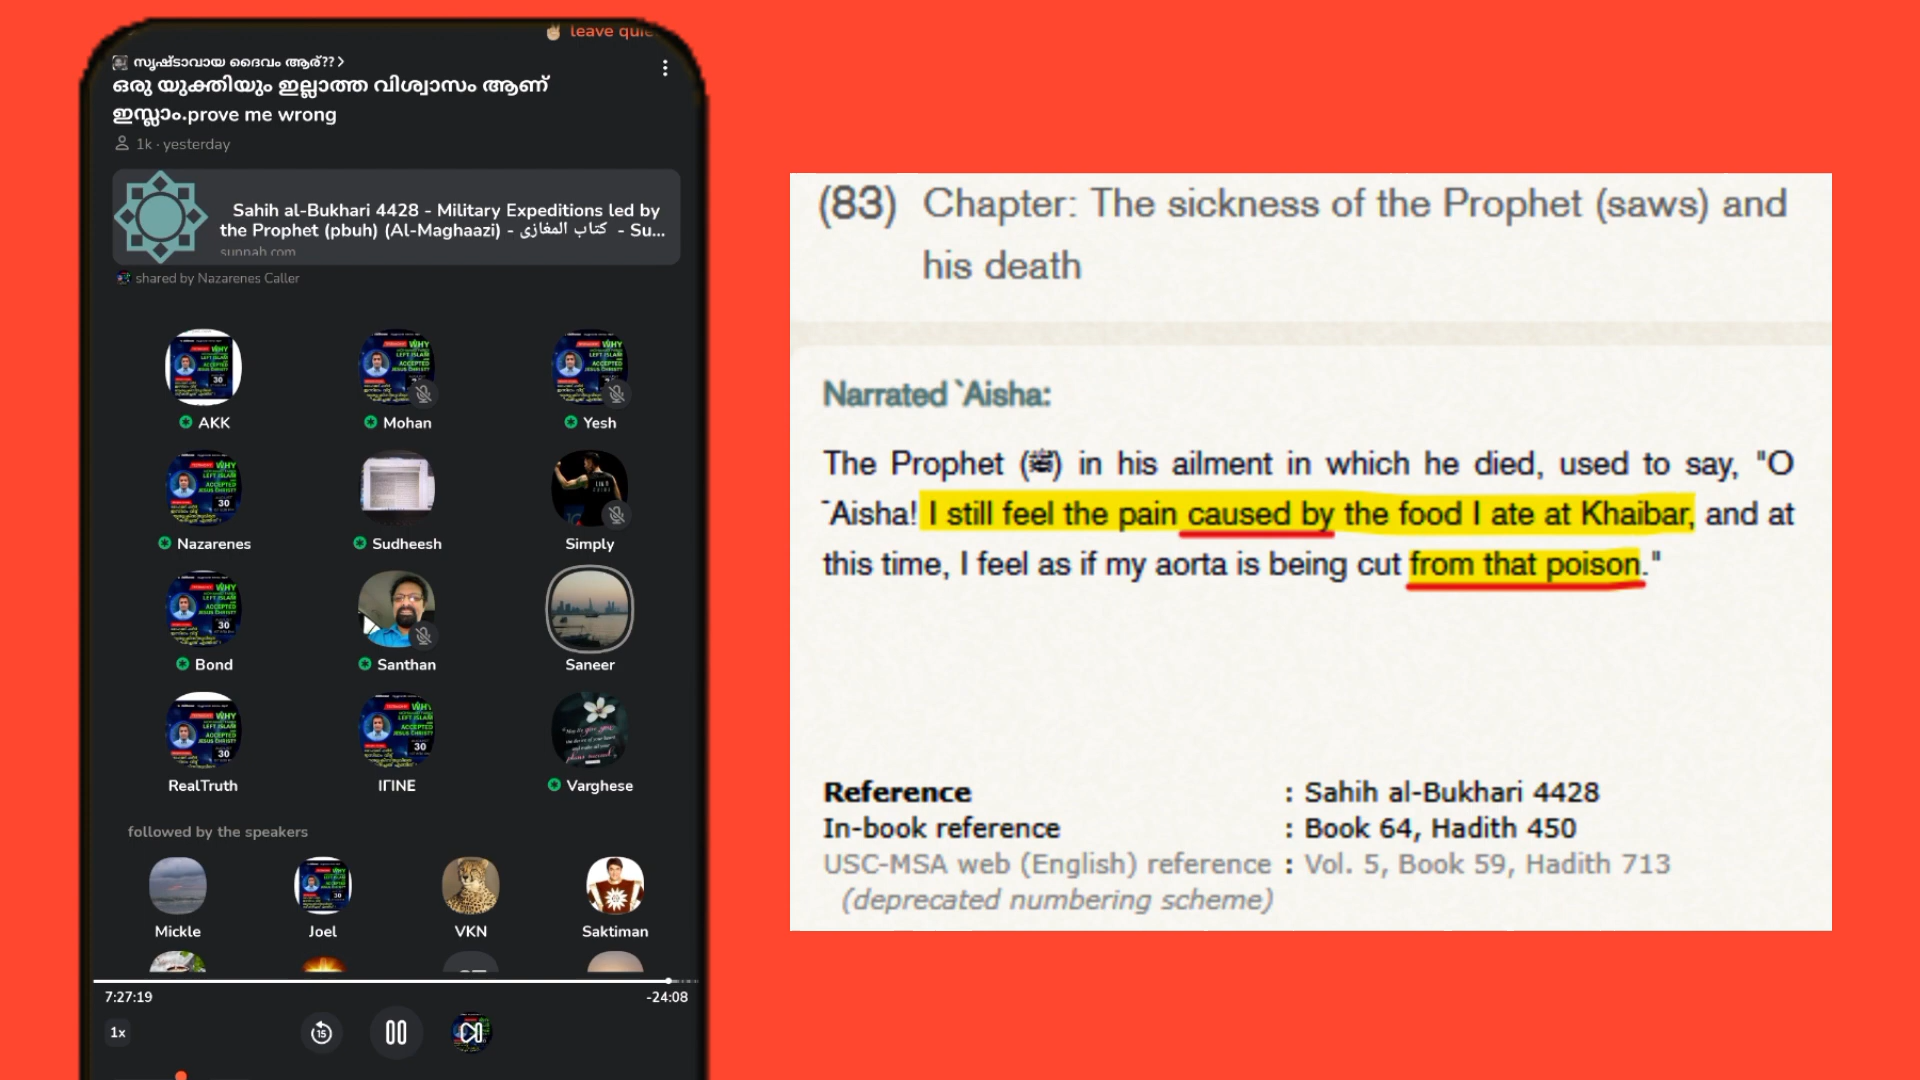 leave quie
സൃഷ്ടാവായ ദൈവം ആര്??
ഒരു യുക്തിയും ഇല്ലാത്ത വിശ്വാസം ആണ്
ഇസ്ലാം.prove me wrong
1k · yesterday
Sahih al-Bukhari 4428 - Military Expeditions led by
the Prophet (pbuh) (Al-Maghaazi) - كتاب المغازى - Su...
sunnah.com
shared by Nazarenes Caller
AKK
Mohan
Yesh
Nazarenes
Sudheesh
Simply
Bond
Santhan
Saneer
RealTruth
Varghese
followed by the speakers
Mickle
Joel
VKN
Saktiman
7:27:19
-24:08
1x
15
(83) Chapter: The sickness of the Prophet (saws) and
his death
Narrated `Aisha:
The Prophet (ﷺ) in his ailment in which he died, used to say, "O
`Aisha! I still feel the pain caused by the food I ate at Khaibar, and at
this time, I feel as if my aorta is being cut from that poison."
Reference : Sahih al-Bukhari 4428
In-book reference : Book 64, Hadith 450
USC-MSA web (English) reference : Vol. 5, Book 59, Hadith 713
(deprecated numbering scheme)